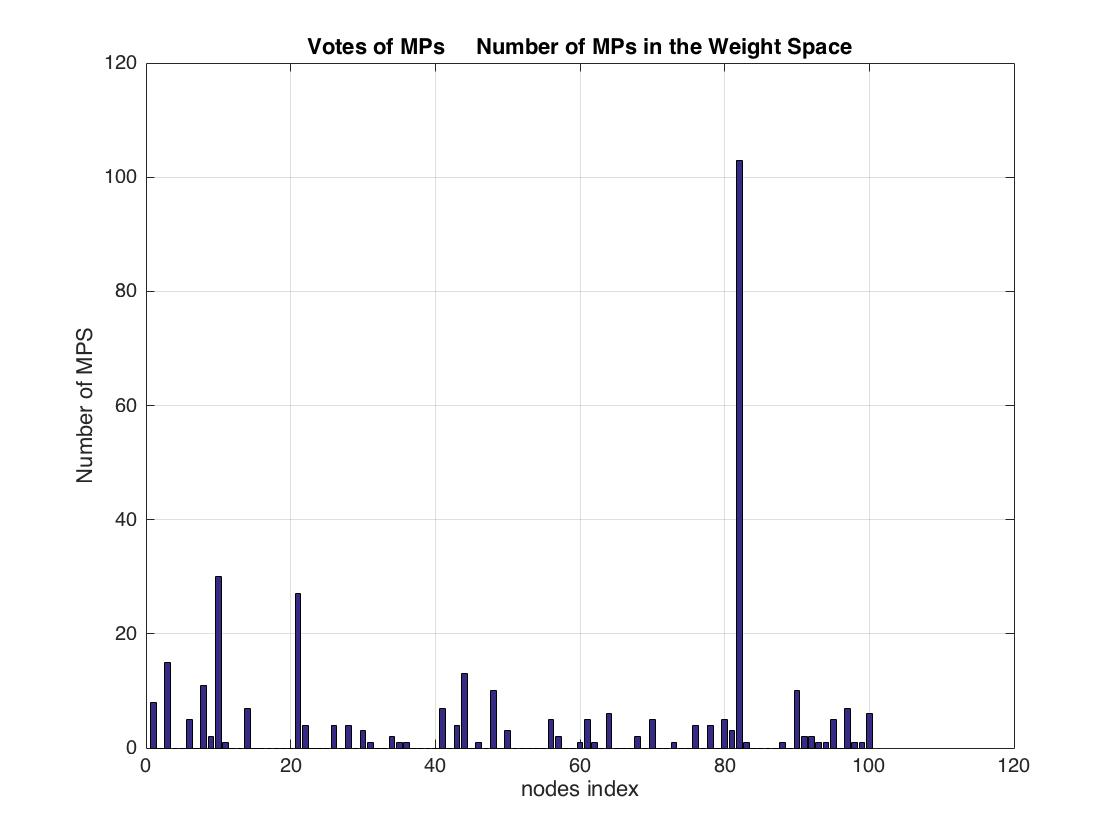 Votes of MPs Number of MPs in the Weight Space
120
100
80
60
40
20
0
Number of MPS
0 20 40 60 80 100 120
nodes index